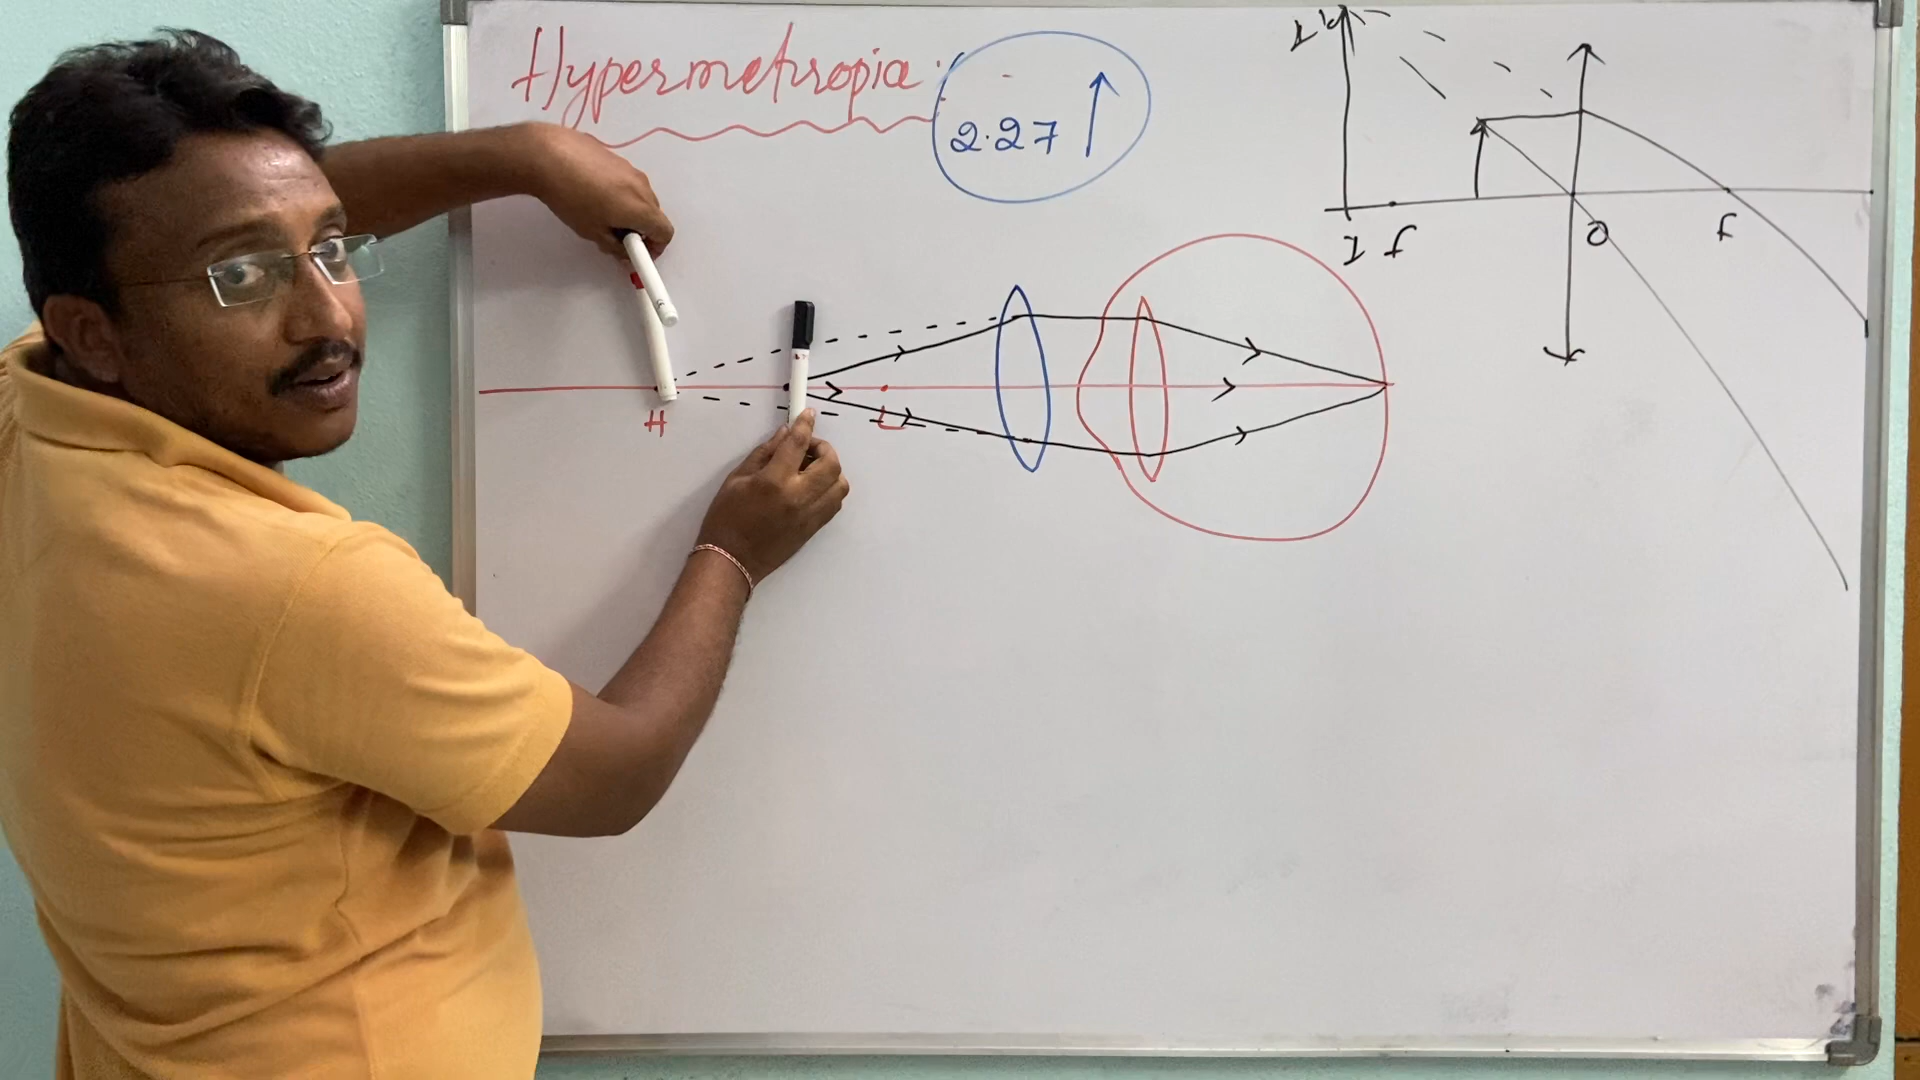 Hypermetropia:
2.27
I'
I f
O
f
H
L